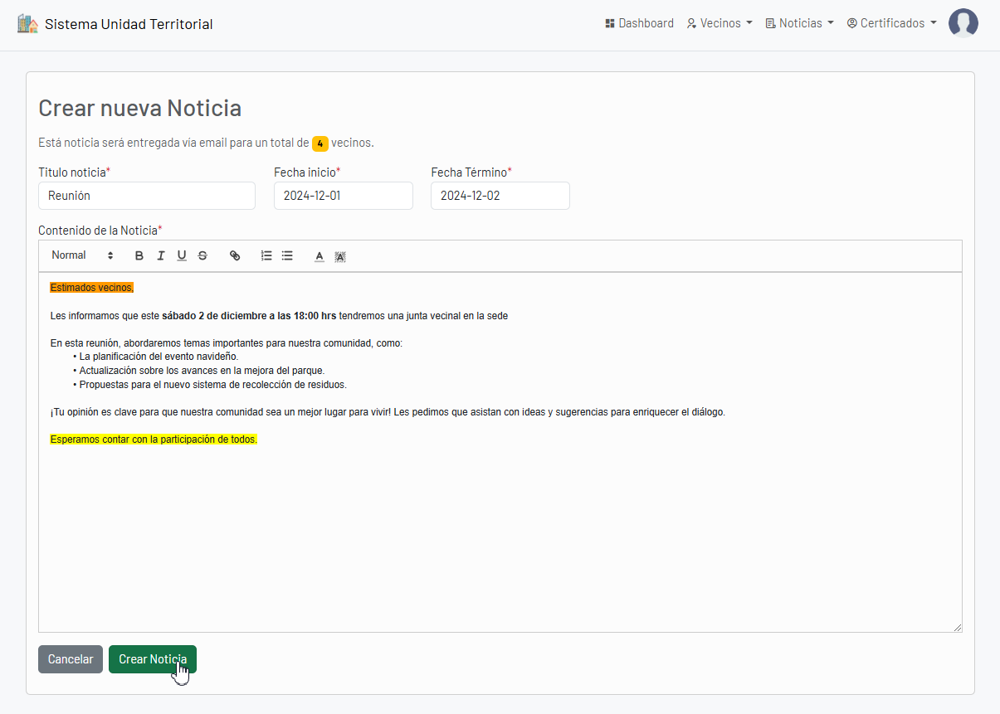 Sistema Unidad Territorial
Dashboard Vecinos Noticias Certificados
Crear nueva Noticia
Está noticia será entregada vía email para un total de 4 vecinos.
Titulo noticia* Fecha inicio* Fecha Término*
Reunión 2024-12-01 2024-12-02
Contenido de la Noticia*
Normal B I U S A A
Estimados vecinos,
Les informamos que este sábado 2 de diciembre a las 18:00 hrs tendremos una junta vecinal en la sede
En esta reunión, abordaremos temas importantes para nuestra comunidad, como:
• La planificación del evento navideño.
• Actualización sobre los avances en la mejora del parque.
• Propuestas para el nuevo sistema de recolección de residuos.
¡Tu opinión es clave para que nuestra comunidad sea un mejor lugar para vivir! Les pedimos que asistan con ideas y sugerencias para enriquecer el diálogo.
Esperamos contar con la participación de todos.
Cancelar Crear Noticia